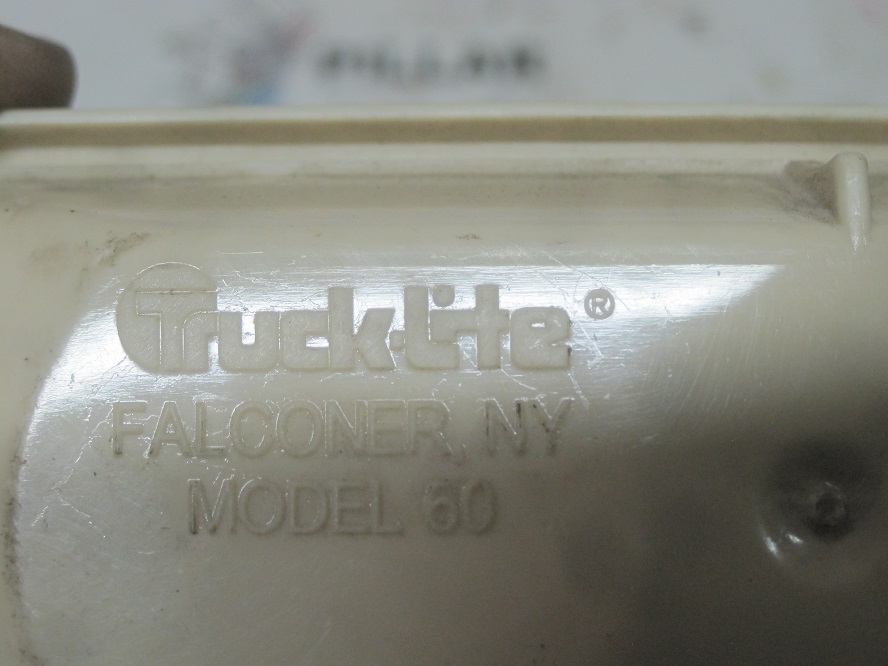 Truck-Lite®
FALCONER, NY
MODEL 60